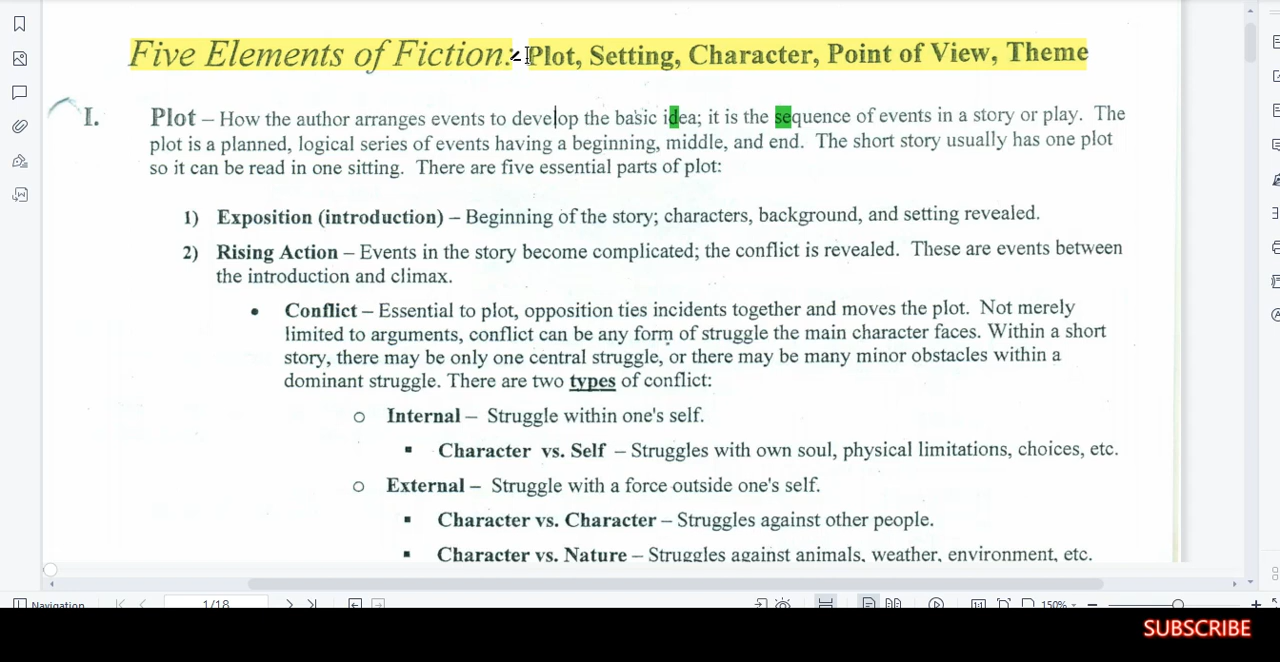 Five Elements of Fiction: Plot, Setting, Character, Point of View, Theme
I. Plot – How the author arranges events to develop the basic idea; it is the sequence of events in a story or play. The
plot is a planned, logical series of events having a beginning, middle, and end. The short story usually has one plot
so it can be read in one sitting. There are five essential parts of plot:
1) Exposition (introduction) – Beginning of the story; characters, background, and setting revealed.
2) Rising Action – Events in the story become complicated; the conflict is revealed. These are events between
the introduction and climax.
• Conflict – Essential to plot, opposition ties incidents together and moves the plot. Not merely
limited to arguments, conflict can be any form of struggle the main character faces. Within a short
story, there may be only one central struggle, or there may be many minor obstacles within a
dominant struggle. There are two types of conflict:
o Internal – Struggle within one's self.
▪ Character vs. Self – Struggles with own soul, physical limitations, choices, etc.
o External – Struggle with a force outside one's self.
▪ Character vs. Character – Struggles against other people.
▪ Character vs. Nature – Struggles against animals, weather, environment, etc.
Navigation 1/18 150%
SUBSCRIBE